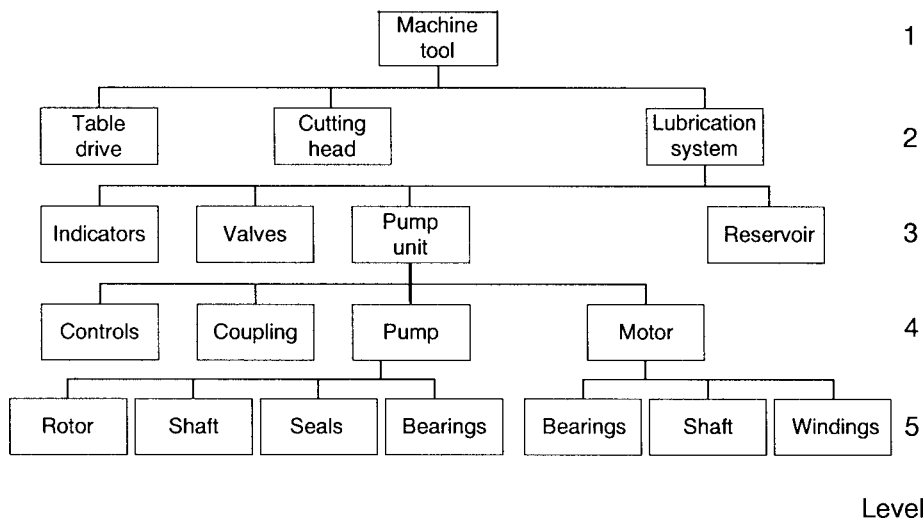 Machine
tool
1
Table
drive
Cutting
head
Lubrication
system
2
Indicators
Valves
Pump
unit
Reservoir
3
Controls
Coupling
Pump
Motor
4
Rotor
Shaft
Seals
Bearings
Bearings
Shaft
Windings
5
Level